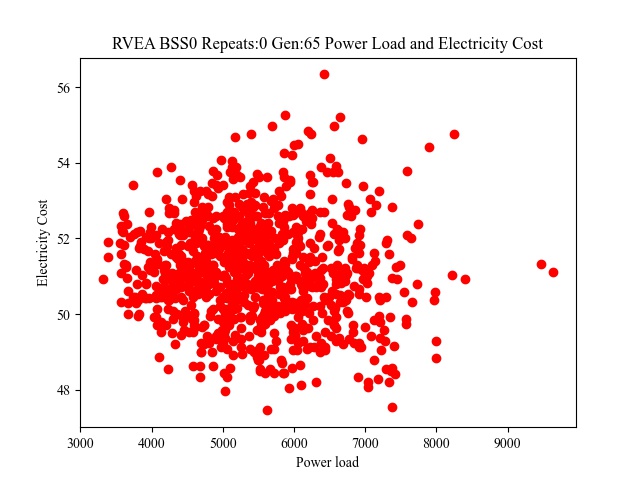 RVEA BSS0 Repeats:0 Gen:65 Power Load and Electricity Cost
56
54
52
50
48
Electricity Cost
3000 4000 5000 6000 7000 8000 9000
Power load